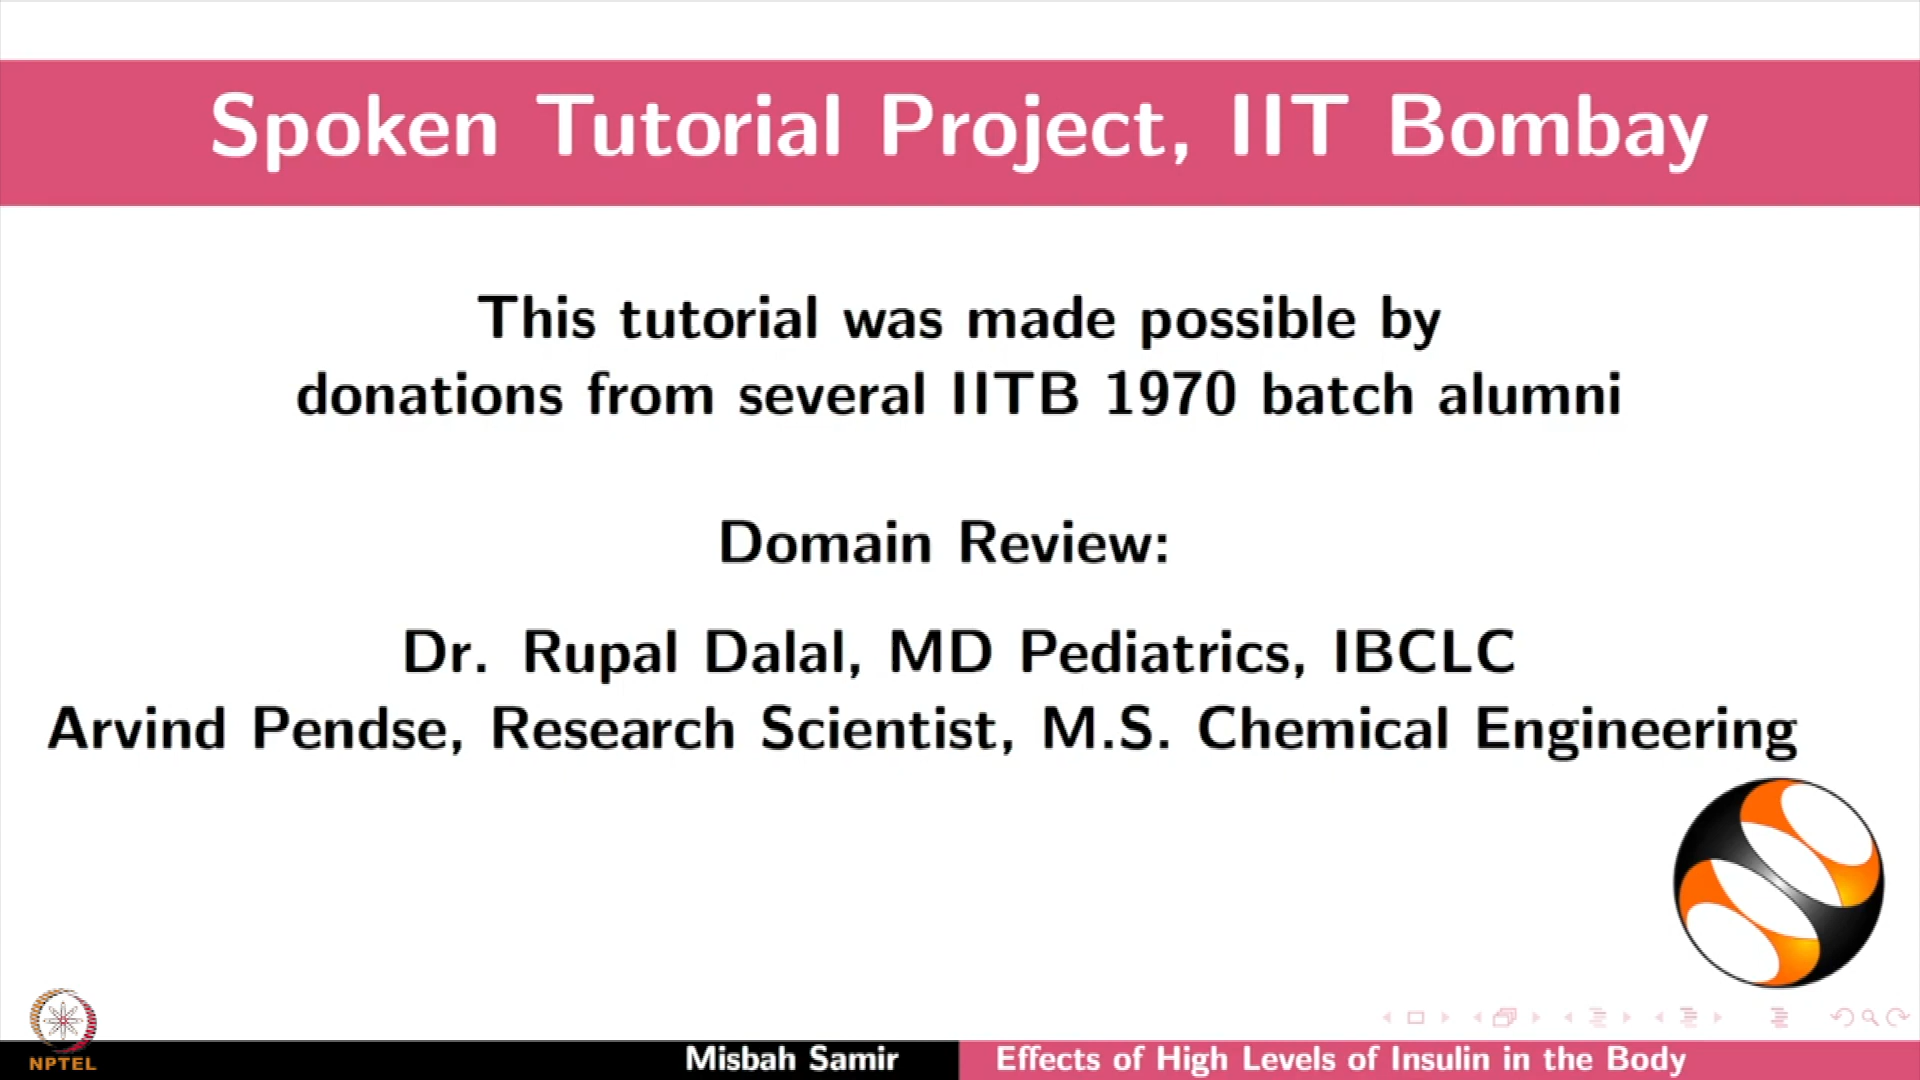 Spoken Tutorial Project, IIT Bombay
This tutorial was made possible by
donations from several IITB 1970 batch alumni
Domain Review:
Dr. Rupal Dalal, MD Pediatrics, IBCLC
Arvind Pendse, Research Scientist, M.S. Chemical Engineering
NPTEL
Misbah Samir
Effects of High Levels of Insulin in the Body